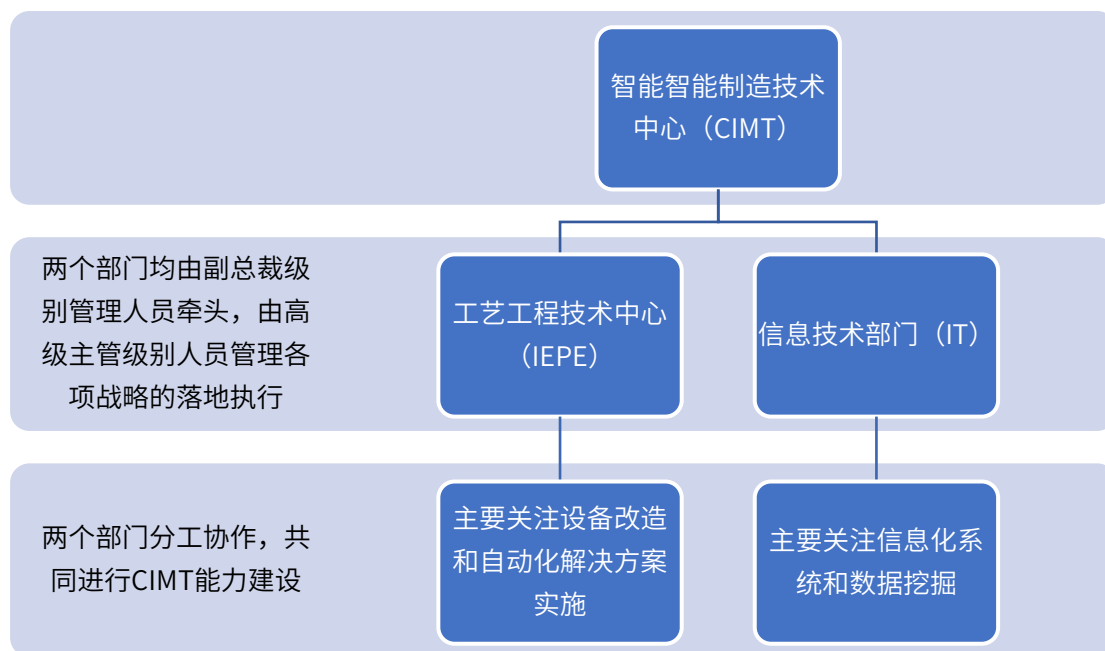 智能智能制造技术
中心（CIMT）
两个部门均由副总裁级
别管理人员牵头，由高
级主管级别人员管理各
项战略的落地执行
工艺工程技术中心
（IEPE）
信息技术部门（IT）
两个部门分工协作，共
同进行CIMT能力建设
主要关注设备改造
和自动化解决方案
实施
主要关注信息化系
统和数据挖掘